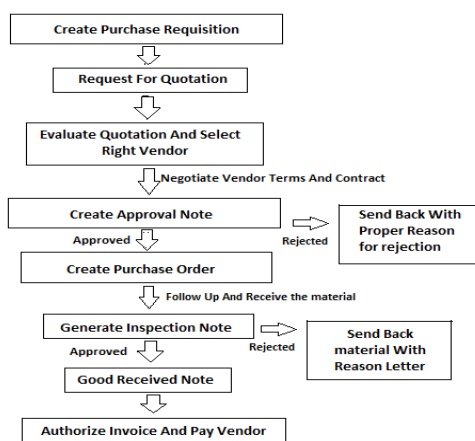 Create Purchase Requisition
Request For Quotation
Evaluate Quotation And Select
Right Vendor
Negotiate Vendor Terms And Contract
Create Approval Note
Approved
Rejected
Send Back With
Proper Reason
for rejection
Create Purchase Order
Follow Up And Receive the material
Generate Inspection Note
Approved
Rejected
Send Back
material With
Reason Letter
Good Received Note
Authorize Invoice And Pay Vendor